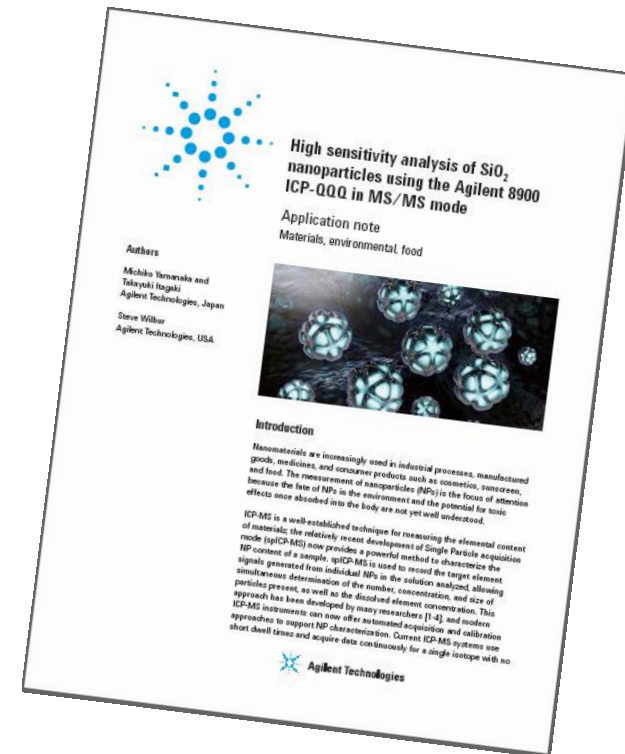 High sensitivity analysis of SiO₂
nanoparticles using the Agilent 8900
ICP-QQQ in MS/MS mode
Application note
Materials, environmental, food
Authors
Michiko Yamanaka and
Takayuki Itagaki
Agilent Technologies, Japan
Steve Wilbur
Agilent Technologies, USA
Introduction
Nanomaterials are increasingly used in industrial processes, manufactured
goods, medicines, and consumer products such as cosmetics, sunscreen,
and food. The measurement of nanoparticles (NPs) is the focus of attention
because the fate of NPs in the environment and the potential for toxic
effects once absorbed into the body are not yet well understood.
ICP-MS is a well-established technique for measuring the elemental content
of materials; the relatively recent development of Single Particle acquisition
mode (spICP-MS) now provides a powerful method to characterize the
NP content of a sample. spICP-MS is used to record the target element
signals generated from individual NPs in the solution analyzed, allowing
simultaneous determination of the number, concentration, and size of
particles present, as well as the dissolved element concentration. This
approach has been developed by many researchers [1-4], and modern
ICP-MS instruments can now offer automated acquisition and calibration
approaches to support NP characterization. Current ICP-MS systems use
short dwell times and acquire data continuously for a single isotope with no
Agilent Technologies